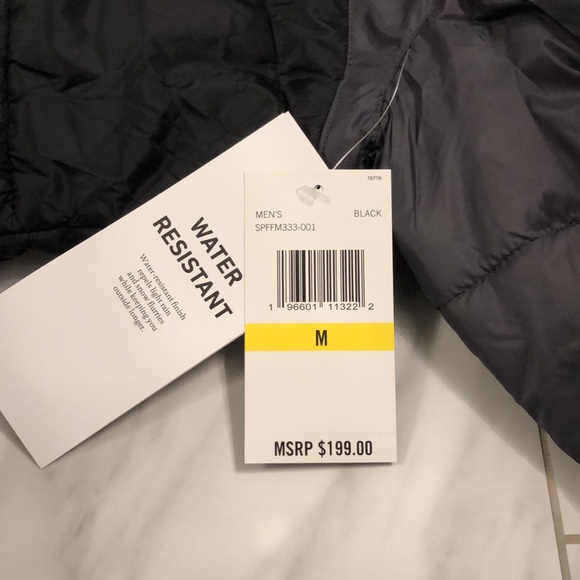 WATER
RESISTANT
Water-resistant finish
repels light rain
and snow flurries
while keeping you
outside longer.
76776
MEN'S BLACK
SPFFM333-001
1 96601 11322 2
M
MSRP $199.00